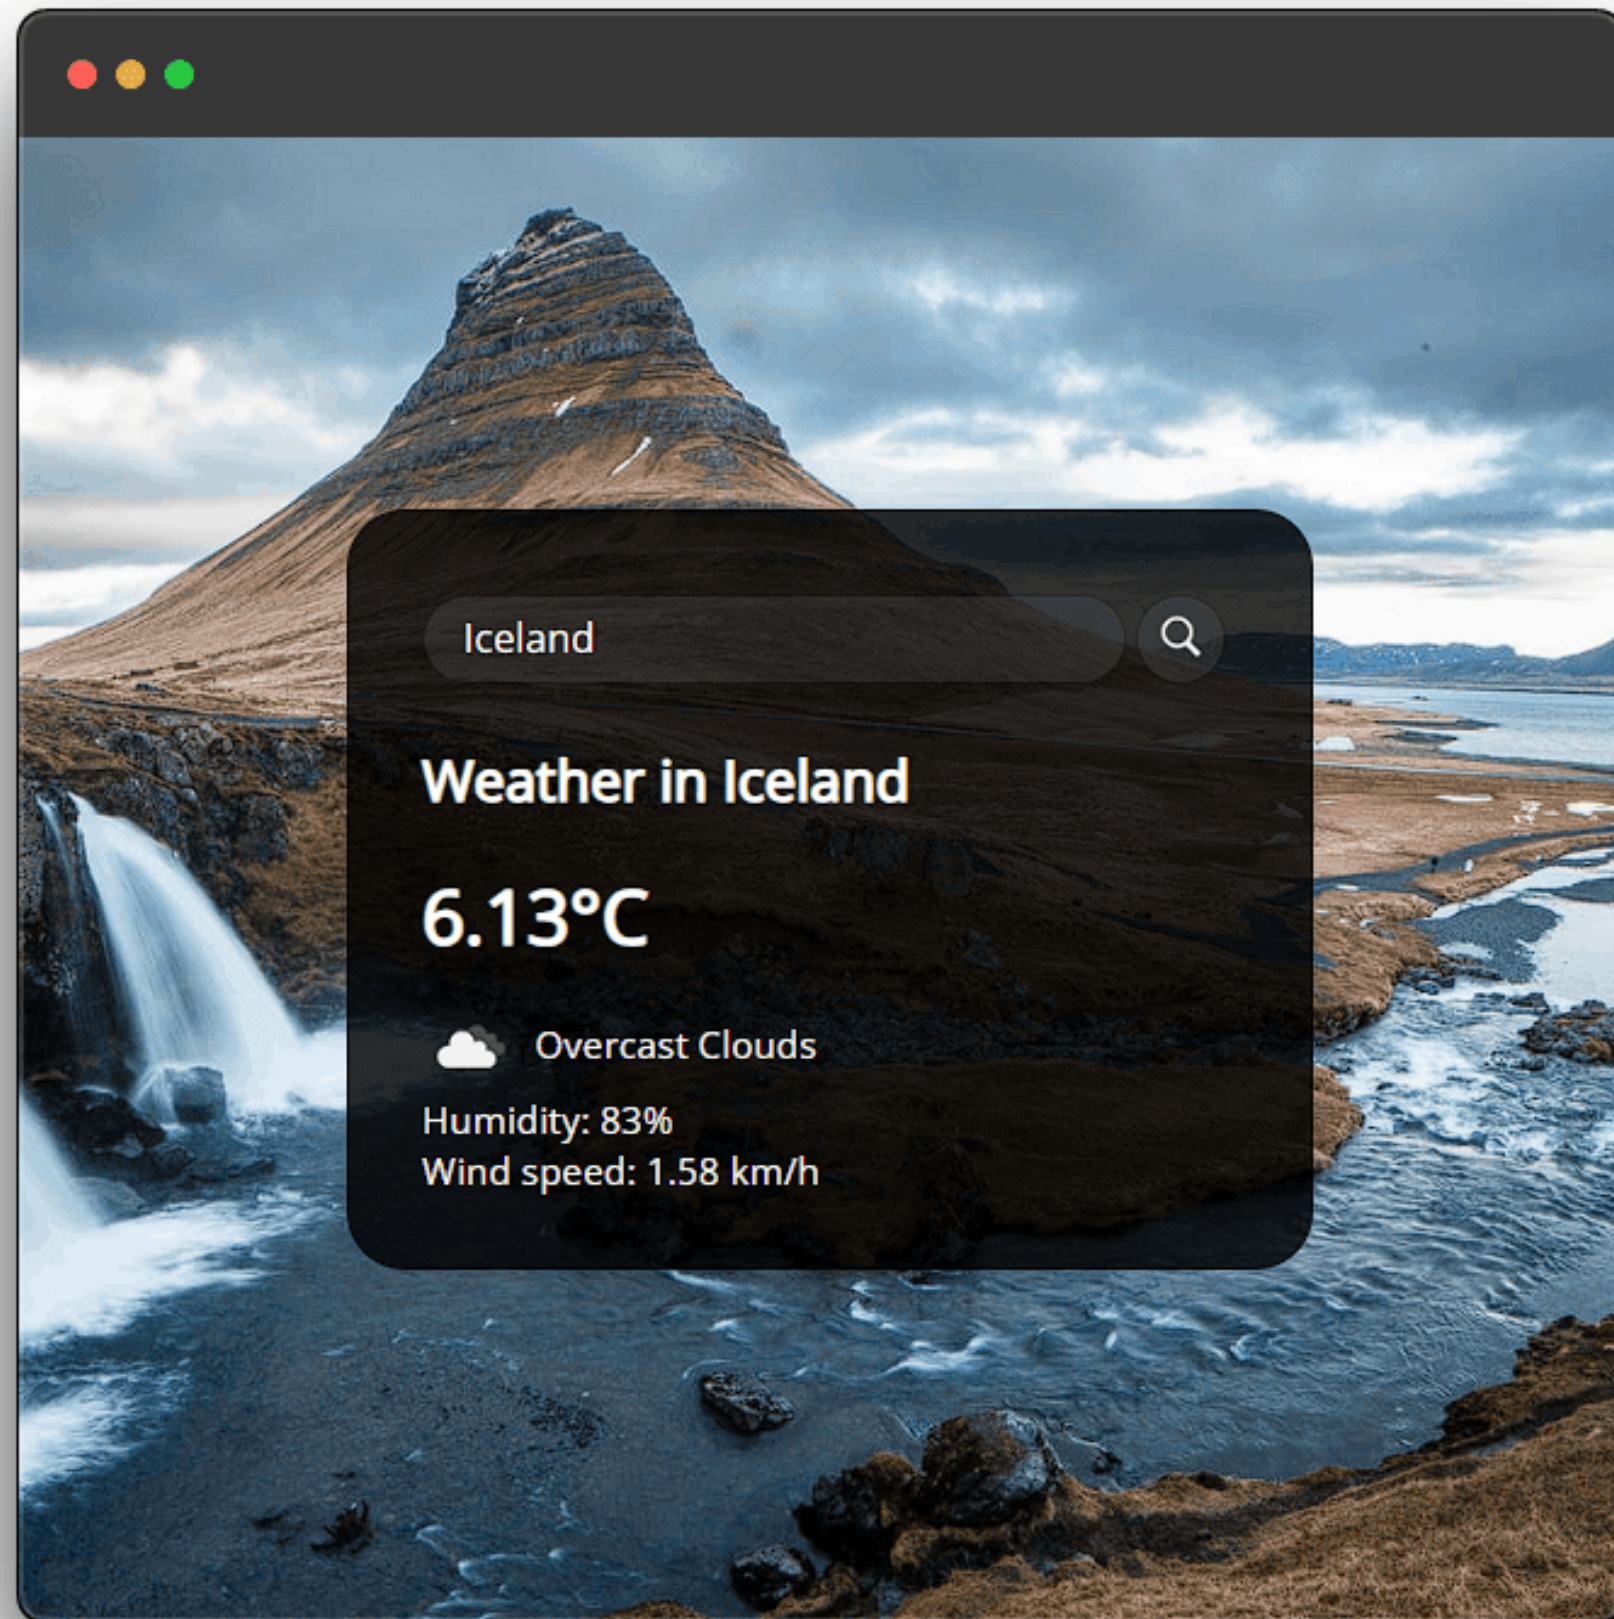 Iceland
Weather in Iceland
6.13°C
Overcast Clouds
Humidity: 83%
Wind speed: 1.58 km/h